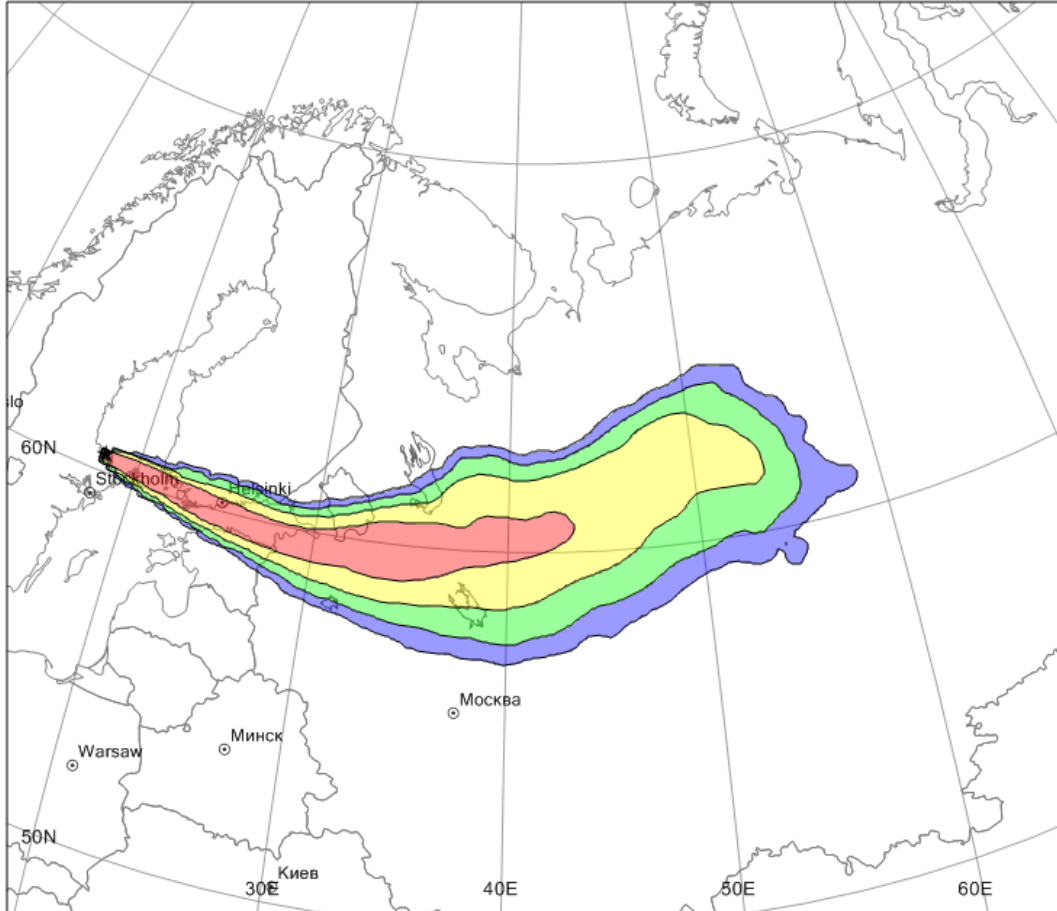 slo
60N
Stockholm
Helsinki
Москва
Минск
Warsaw
50N
Киев
30E
40E
50E
60E